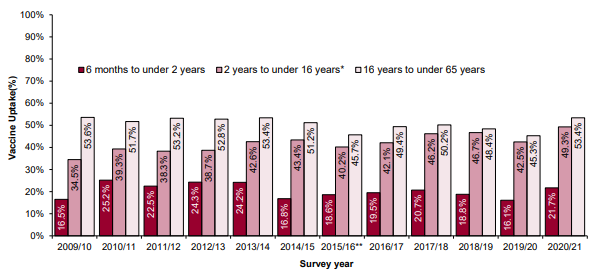 100%
90%
80%
70%
60%
50%
40%
30%
20%
10%
0%
Vaccine Uptake(%)
6 months to under 2 years 2 years to under 16 years* 16 years to under 65 years
16.5% 34.5% 53.6%
25.2% 39.3% 51.7%
22.5% 38.3% 53.2%
24.3% 38.7% 52.8%
24.2% 42.6% 53.4%
16.8% 43.4% 51.2%
18.6% 40.2% 45.7%
19.5% 42.1% 49.4%
20.7% 46.2% 50.2%
18.8% 46.7% 48.4%
16.1% 42.5% 45.3%
21.7% 49.3% 53.4%
2009/10 2010/11 2011/12 2012/13 2013/14 2014/15 2015/16** 2016/17 2017/18 2018/19 2019/20 2020/21
Survey year